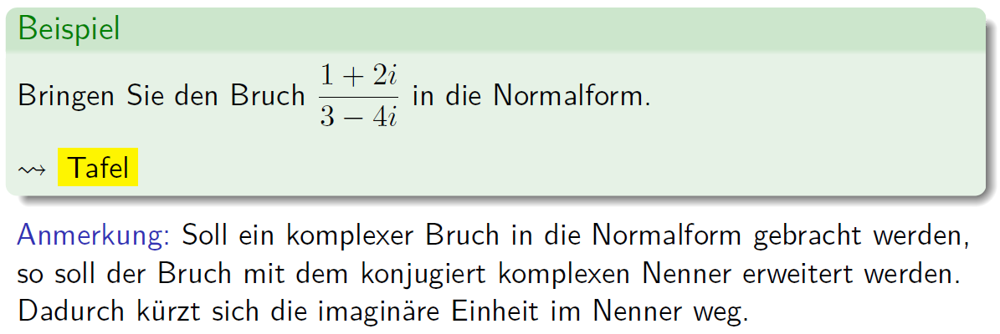 Beispiel
Bringen Sie den Bruch \frac{1 + 2i}{3 − 4i} in die Normalform.
⇝ Tafel
Anmerkung: Soll ein komplexer Bruch in die Normalform gebracht werden,
so soll der Bruch mit dem konjugiert komplexen Nenner erweitert werden.
Dadurch kürzt sich die imaginäre Einheit im Nenner weg.